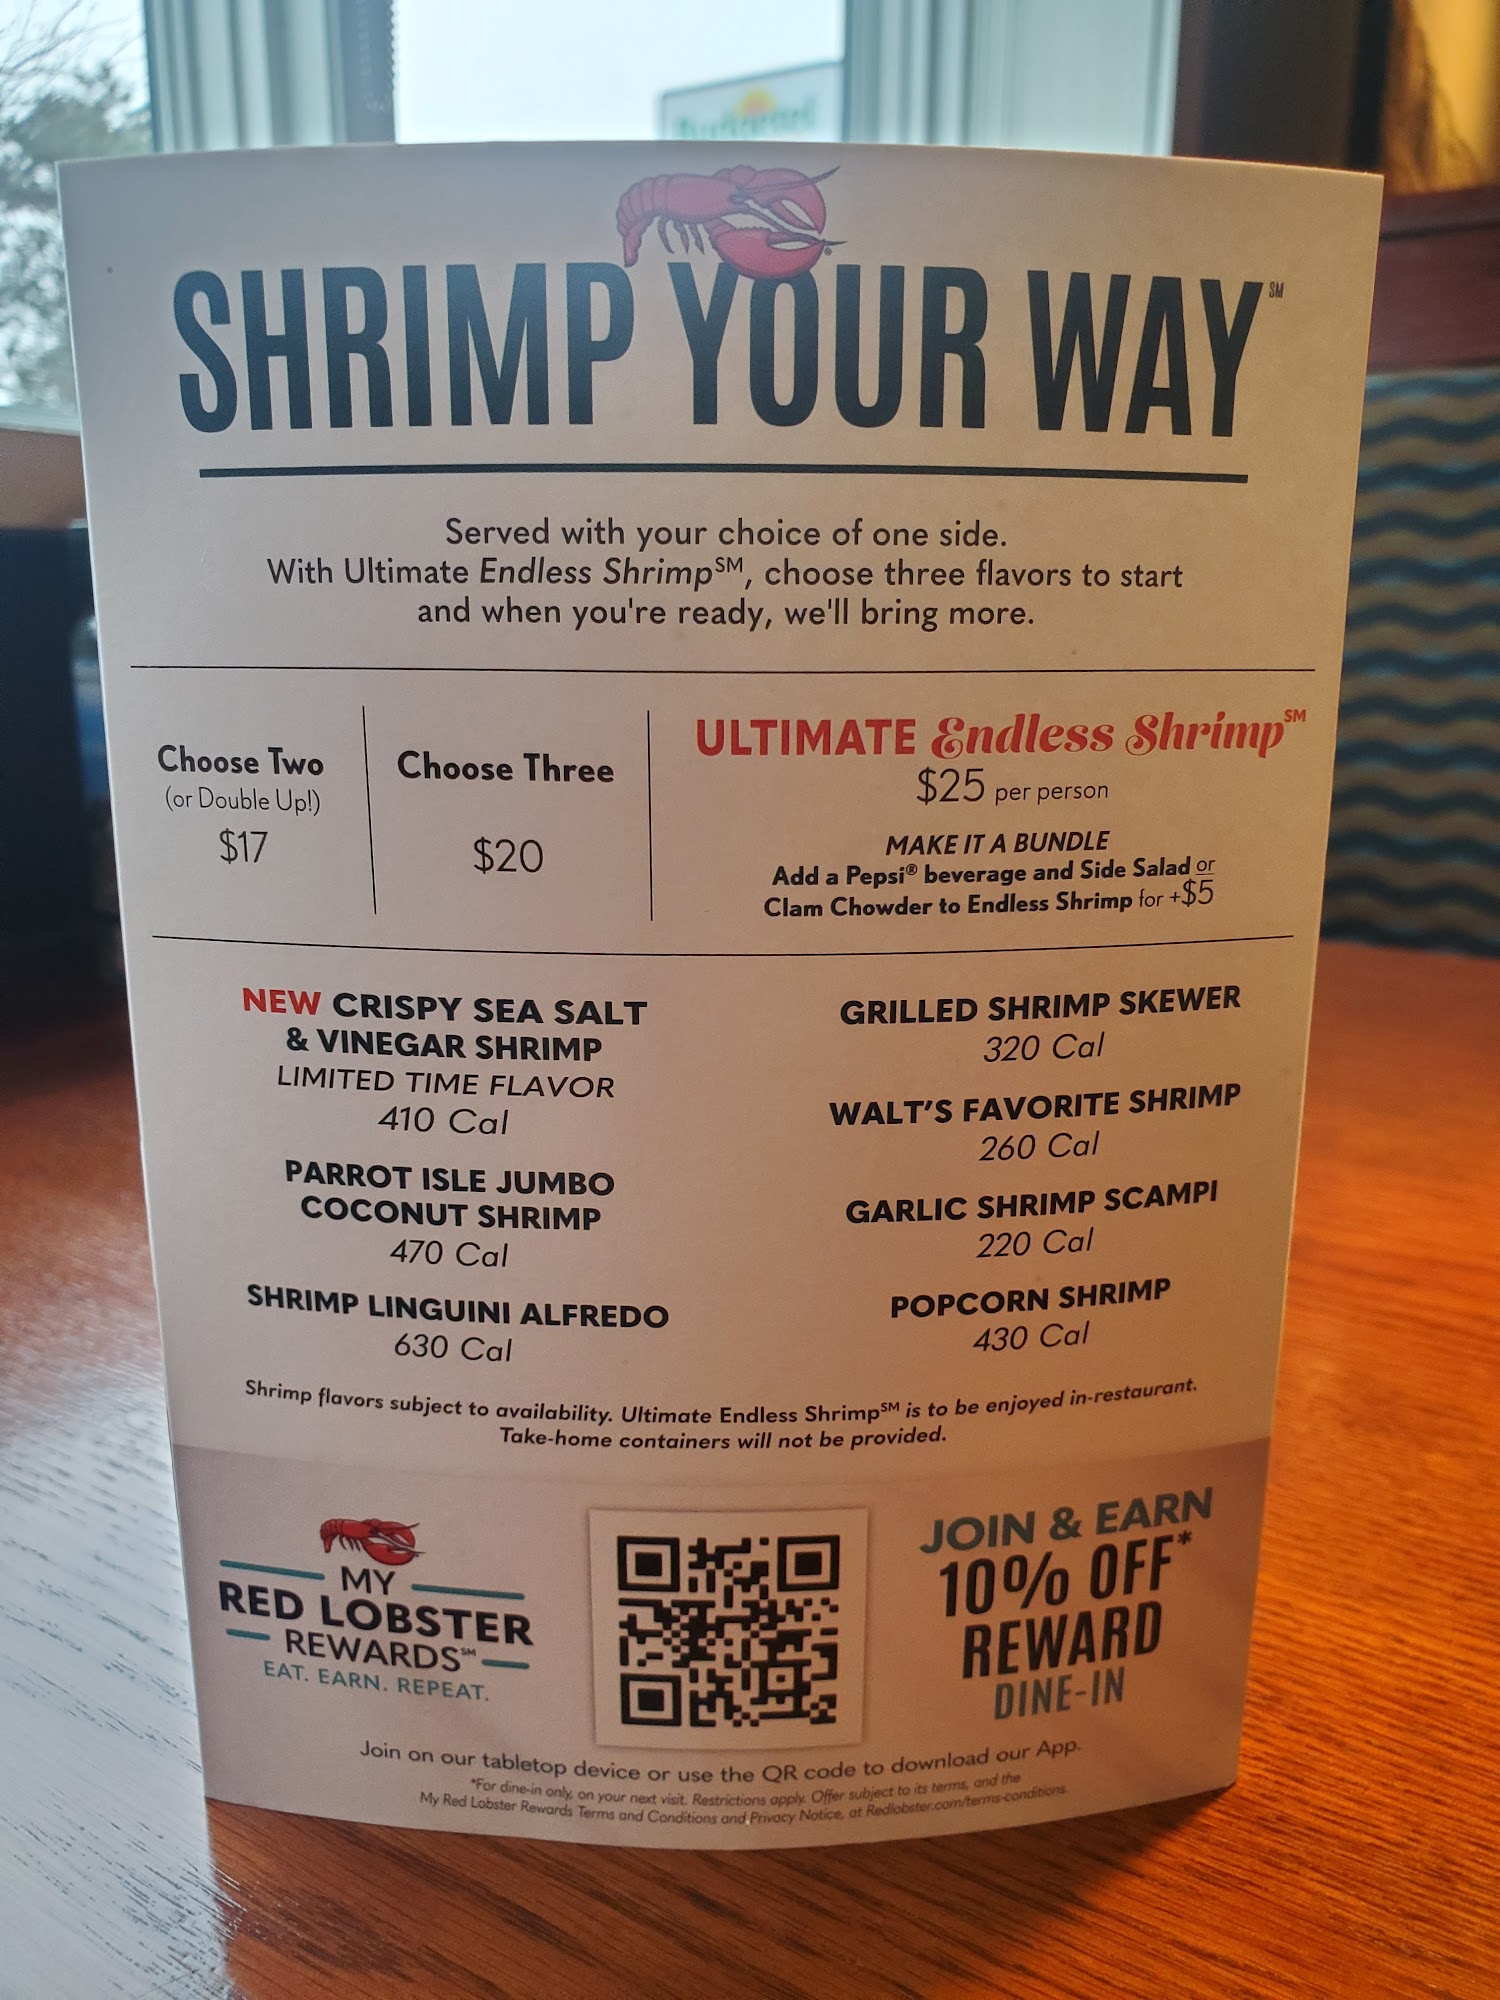 SHRIMP YOUR WAY℠
Served with your choice of one side.
With Ultimate Endless Shrimp℠, choose three flavors to start
and when you're ready, we'll bring more.
Choose Two
(or Double Up!)
$17
Choose Three
$20
ULTIMATE Endless Shrimp℠
$25 per person
MAKE IT A BUNDLE
Add a Pepsi® beverage and Side Salad or
Clam Chowder to Endless Shrimp for +$5
NEW CRISPY SEA SALT
& VINEGAR SHRIMP
LIMITED TIME FLAVOR
410 Cal
PARROT ISLE JUMBO
COCONUT SHRIMP
470 Cal
SHRIMP LINGUINI ALFREDO
630 Cal
GRILLED SHRIMP SKEWER
320 Cal
WALT'S FAVORITE SHRIMP
260 Cal
GARLIC SHRIMP SCAMPI
220 Cal
POPCORN SHRIMP
430 Cal
Shrimp flavors subject to availability. Ultimate Endless Shrimp℠ is to be enjoyed in-restaurant.
Take-home containers will not be provided.
MY
RED LOBSTER
REWARDS℠
EAT. EARN. REPEAT.
JOIN & EARN
10% OFF*
REWARD
DINE-IN
Join on our tabletop device or use the QR code to download our App.
*For dine-in only, on your next visit. Restrictions apply. Offer subject to its terms, and the
My Red Lobster Rewards Terms and Conditions and Privacy Notice, at Redlobster.com/terms-conditions.